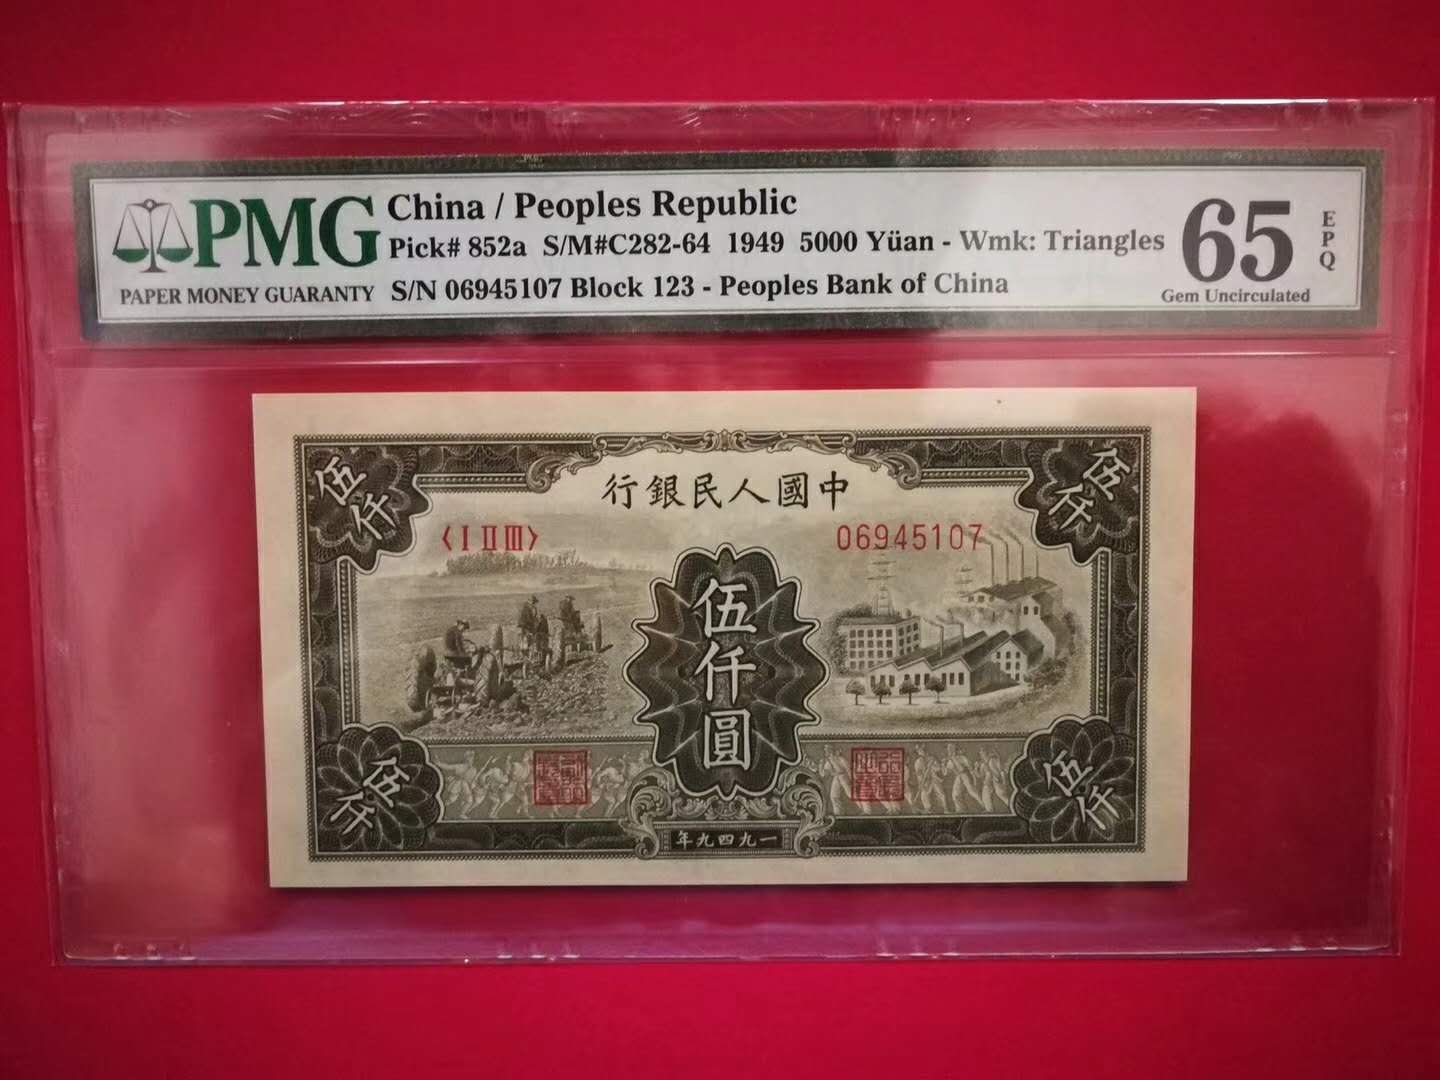 PMG
PAPER MONEY GUARANTY
China / Peoples Republic
Pick# 852a S/M#C282-64 1949 5000 Yüan - Wmk: Triangles
S/N 06945107 Block 123 - Peoples Bank of China
65
EPQ
Gem Uncirculated
行銀民人國中
伍仟
伍仟
〈Ⅰ Ⅱ Ⅲ〉
06945107
伍仟圓
伍仟
伍仟
年九四九一